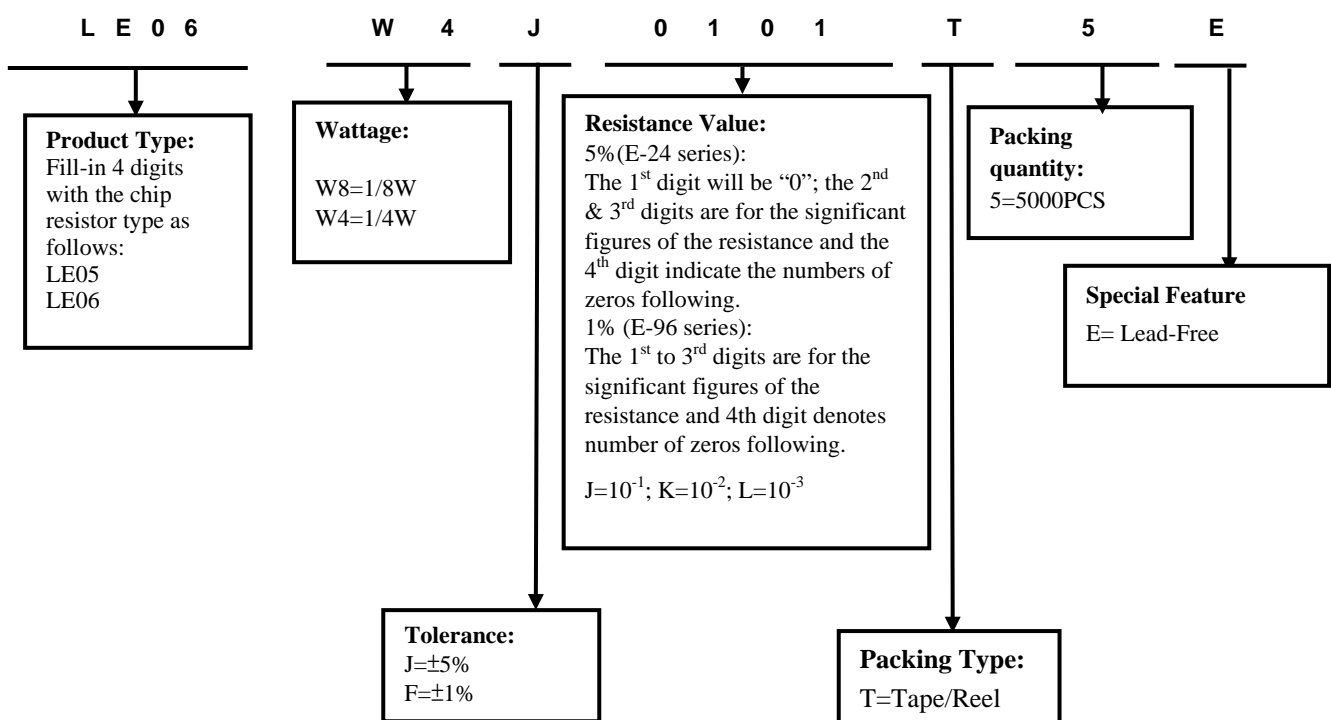 L E 0 6 W 4 J 0 1 0 1 T 5 E
Product Type:
Fill-in 4 digits
with the chip
resistor type as
follows:
LE05
LE06
Wattage:
W8=1/8W
W4=1/4W
Resistance Value:
5%(E-24 series):
The 1st digit will be “0”; the 2nd
& 3rd digits are for the significant
figures of the resistance and the
4th digit indicate the numbers of
zeros following.
1% (E-96 series):
The 1st to 3rd digits are for the
significant figures of the
resistance and 4th digit denotes
number of zeros following.
J=10-1; K=10-2; L=10-3
Packing
quantity:
5=5000PCS
Special Feature
E= Lead-Free
Tolerance:
J=±5%
F=±1%
Packing Type:
T=Tape/Reel